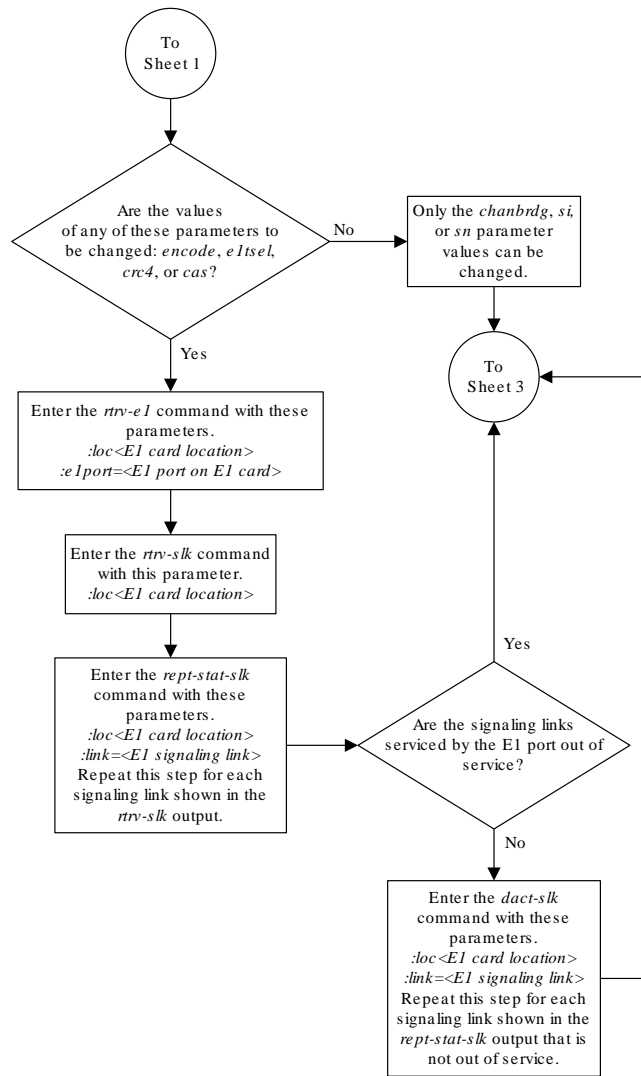 To
Sheet 1
Are the values
of any of these parameters to
be changed: encode, e1tsel,
crc4, or cas?
No
Only the chanbrdg, si,
or sn parameter
values can be
changed.
Yes
To
Sheet 3
Enter the rtrv-e1 command with these
parameters.
:loc<E1 card location>
:e1port=<E1 port on E1 card>
Enter the rtrv-slk command
with this parameter.
:loc<E1 card location>
Enter the rept-stat-slk
command with these
parameters.
:loc<E1 card location>
:link=<E1 signaling link>
Repeat this step for each
signaling link shown in the
rtrv-slk output.
Yes
Are the signaling links
serviced by the E1 port out of
service?
No
Enter the dact-slk
command with these
parameters.
:loc<E1 card location>
:link=<E1 signaling link>
Repeat this step for each
signaling link shown in the
rept-stat-slk output that is
not out of service.